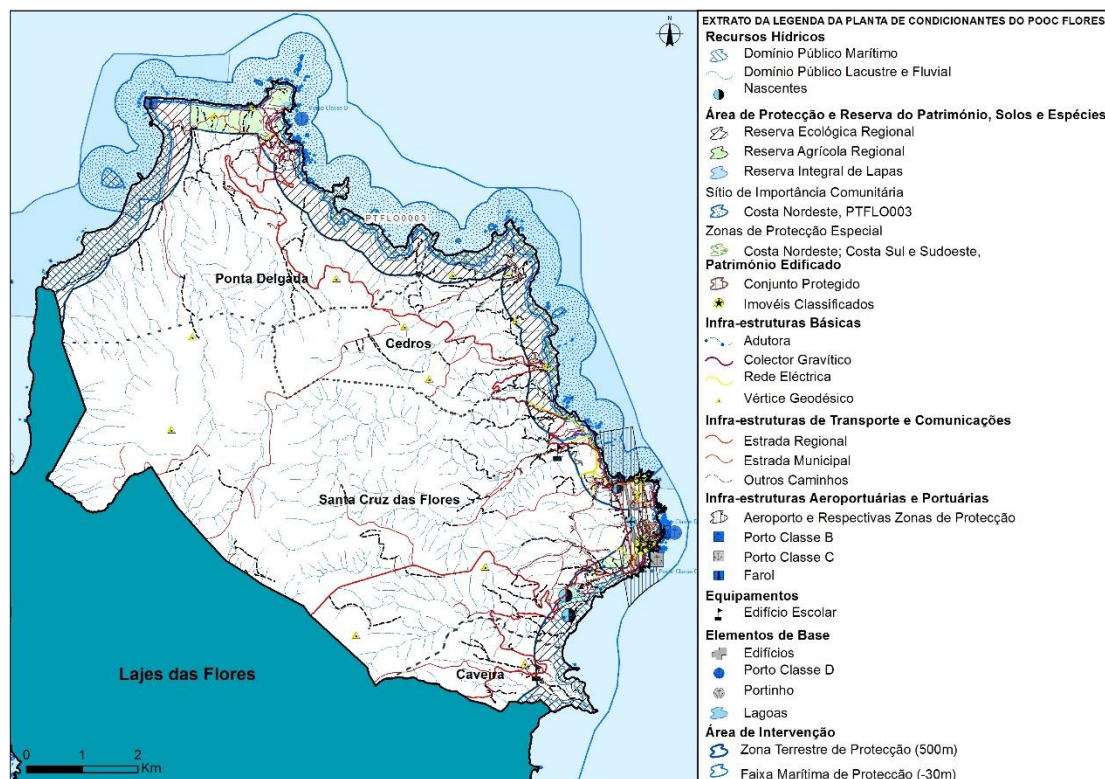 N
PTFLO0003
Ponta Delgada
Cedros
Santa Cruz das Flores
Caveira
Lajes das Flores
0 1 2
Km
EXTRATO DA LEGENDA DA PLANTA DE CONDICIONANTES DO POOC FLORES
Recursos Hídricos
Domínio Público Marítimo
Domínio Público Lacustre e Fluvial
Nascentes
Área de Protecção e Reserva do Património, Solos e Espécies
Reserva Ecológica Regional
Reserva Agrícola Regional
Reserva Integral de Lapas
Sítio de Importância Comunitária
Costa Nordeste, PTFLO003
Zonas de Protecção Especial
Costa Nordeste; Costa Sul e Sudoeste,
Património Edificado
Conjunto Protegido
Imovéis Classificados
Infra-estruturas Básicas
Adutora
Colector Gravítico
Rede Eléctrica
Vértice Geodésico
Infra-estruturas de Transporte e Comunicações
Estrada Regional
Estrada Municipal
Outros Caminhos
Infra-estruturas Aeroportuárias e Portuárias
Aeroporto e Respectivas Zonas de Protecção
Porto Classe B
Porto Classe C
Farol
Equipamentos
Edifício Escolar
Elementos de Base
Edifícios
Porto Classe D
Portinho
Lagoas
Área de Intervenção
Zona Terrestre de Protecção (500m)
Faixa Marítima de Protecção (-30m)